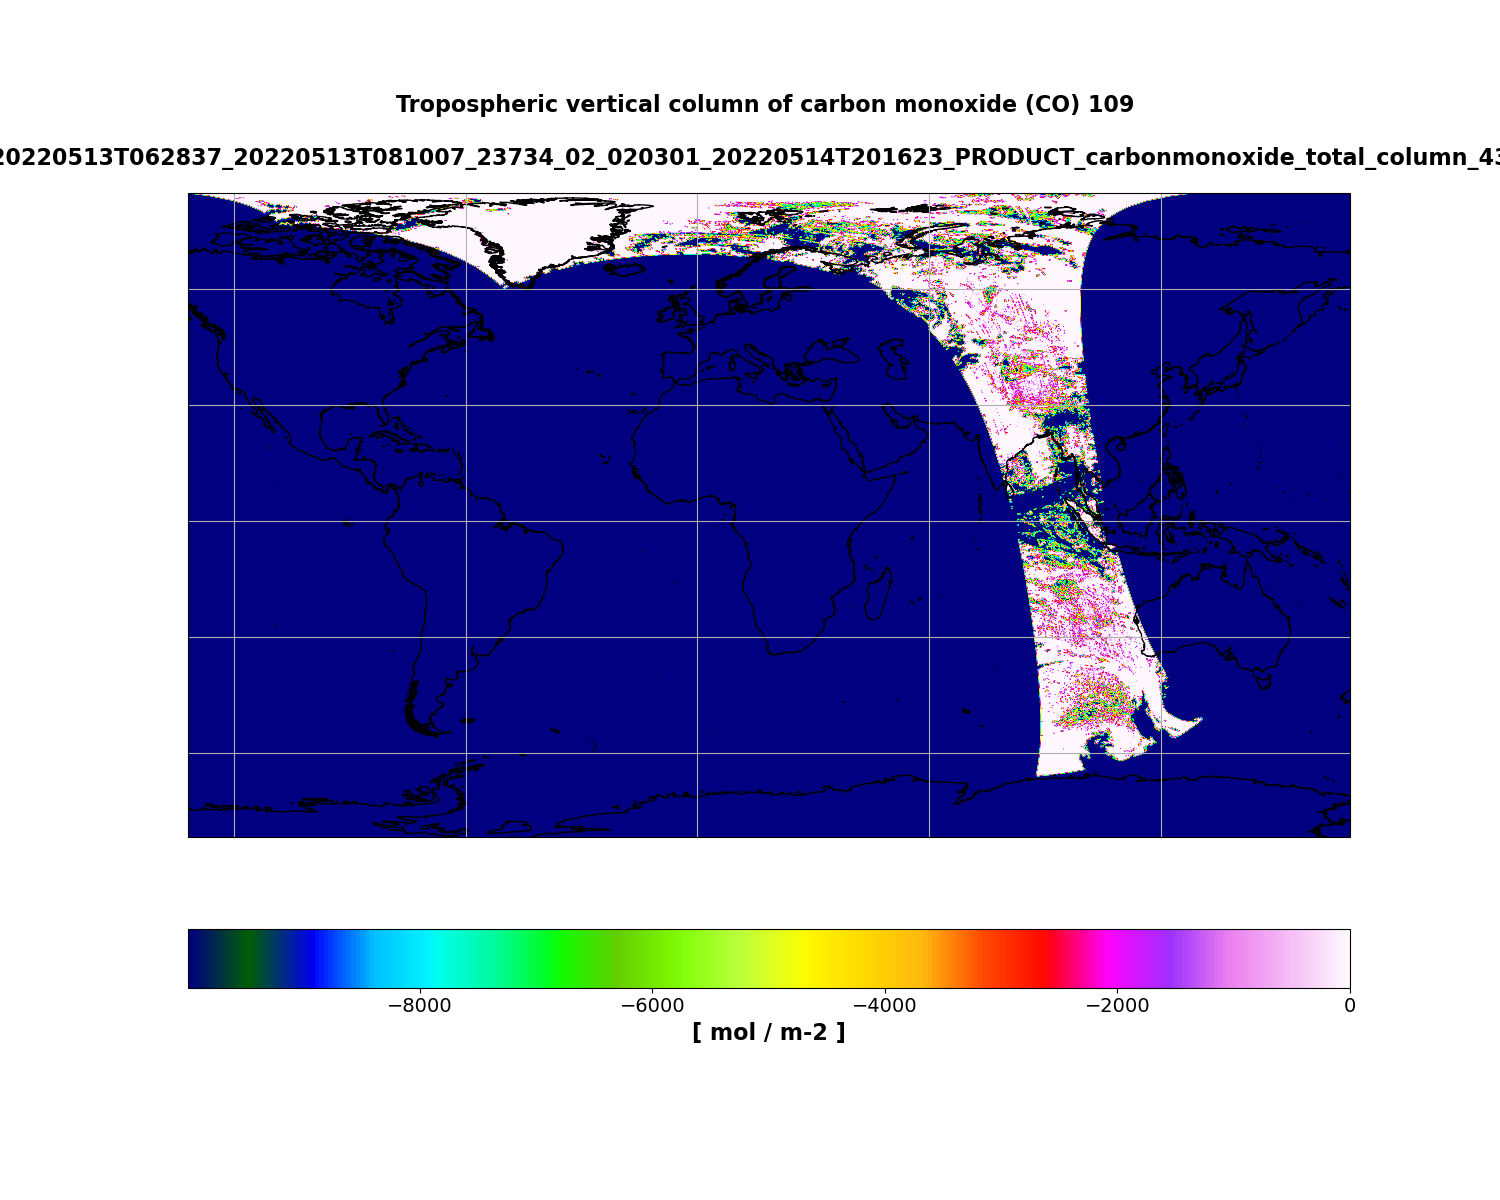 Tropospheric vertical column of carbon monoxide (CO) 109
20220513T062837_20220513T081007_23734_02_020301_20220514T201623_PRODUCT_carbonmonoxide_total_column_43
−8000 −6000 −4000 −2000 0
[ mol / m-2 ]